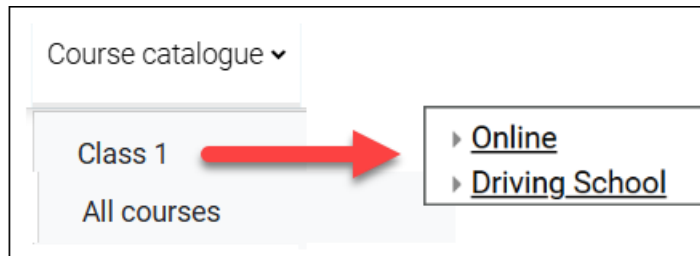 Course catalogue
Class 1
All courses
Online
Driving School